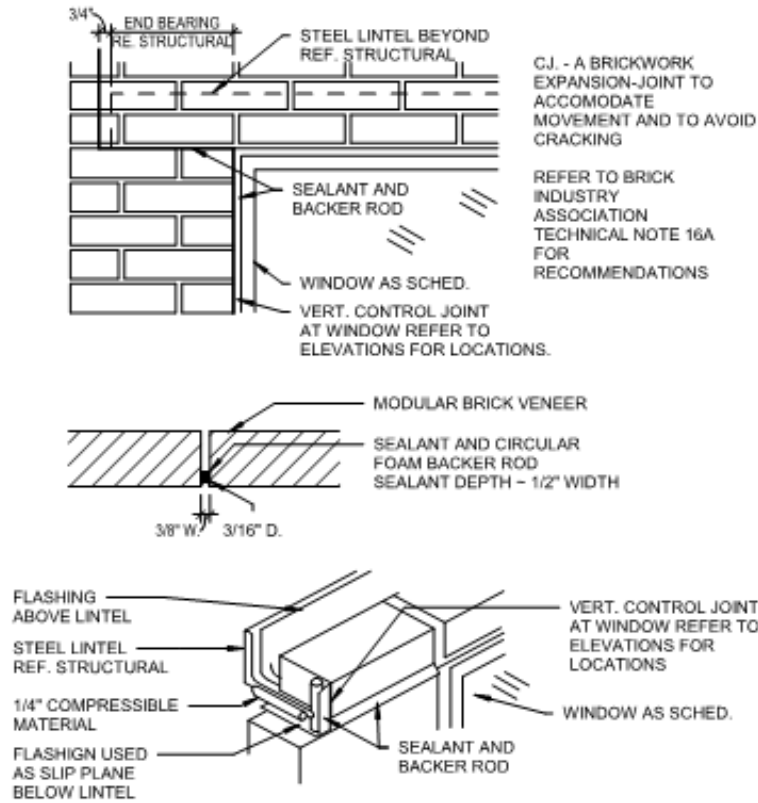 3/4"
END BEARING
RE. STRUCTURAL
STEEL LINTEL BEYOND
REF. STRUCTURAL
CJ. - A BRICKWORK
EXPANSION-JOINT TO
ACCOMODATE
MOVEMENT AND TO AVOID
CRACKING
REFER TO BRICK
INDUSTRY
ASSOCIATION
TECHNICAL NOTE 16A
FOR
RECOMMENDATIONS
SEALANT AND
BACKER ROD
WINDOW AS SCHED.
VERT. CONTROL JOINT
AT WINDOW REFER TO
ELEVATIONS FOR LOCATIONS.
MODULAR BRICK VENEER
SEALANT AND CIRCULAR
FOAM BACKER ROD
SEALANT DEPTH ~ 1/2" WIDTH
3/8" W.
3/16" D.
FLASHING
ABOVE LINTEL
STEEL LINTEL
REF. STRUCTURAL
1/4" COMPRESSIBLE
MATERIAL
FLASHIGN USED
AS SLIP PLANE
BELOW LINTEL
VERT. CONTROL JOINT
AT WINDOW REFER TO
ELEVATIONS FOR
LOCATIONS
WINDOW AS SCHED.
SEALANT AND
BACKER ROD